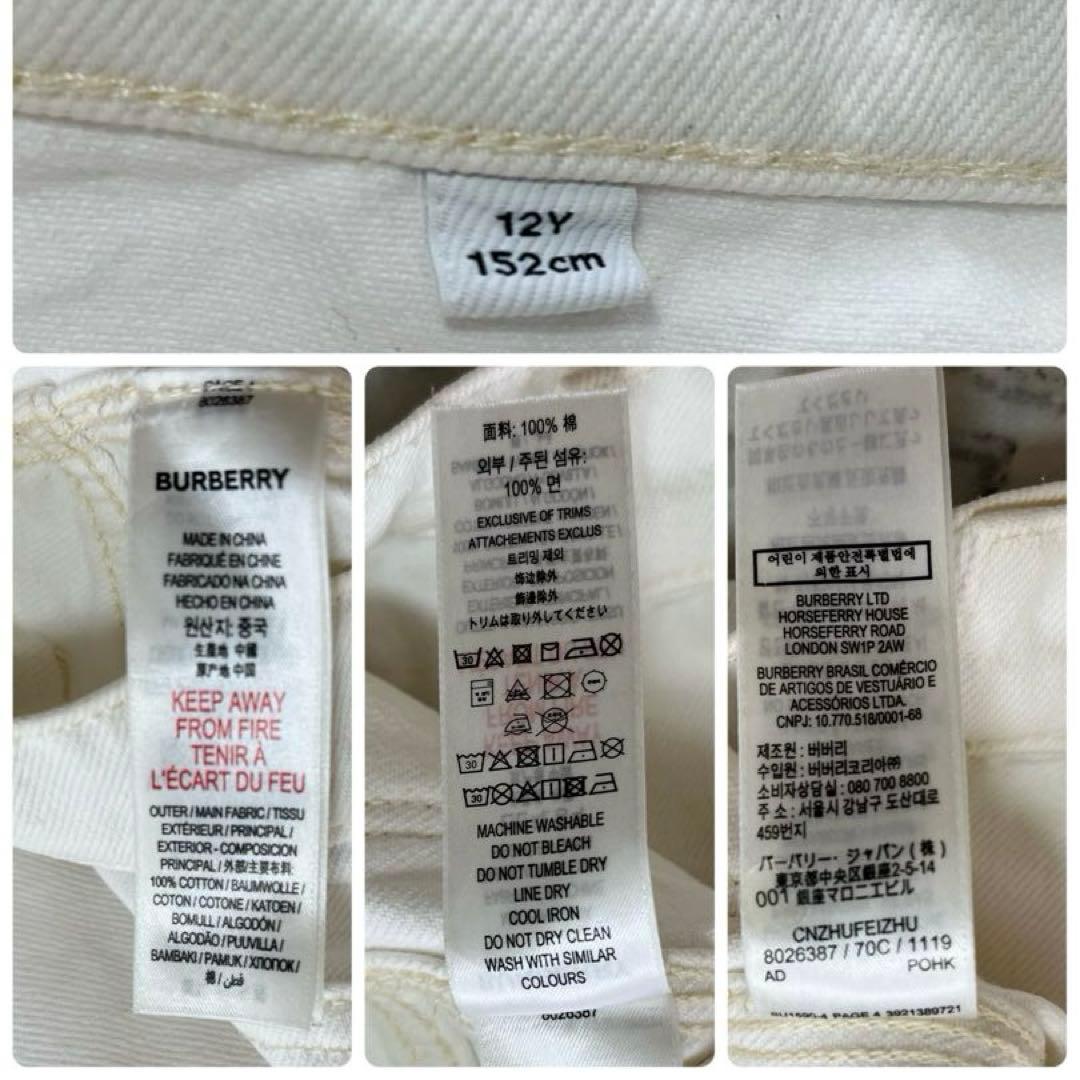 12Y
152cm
8026387
BURBERRY
MADE IN CHINA
FABRIQUÉ EN CHINE
FABRICADO NA CHINA
HECHO EN CHINA
원산지: 중국
生産地 中國
原产地 中国
KEEP AWAY
FROM FIRE
TENIR À
L'ÉCART DU FEU
OUTER / MAIN FABRIC / TISSU
EXTÉRIEUR / PRINCIPAL /
EXTERIOR - COMPOSICION
PRINCIPAL / 外部/主要布料:
100% COTTON / BAUMWOLLE /
COTON / COTONE / KATOEN /
BOMULL / ALGODÓN /
ALGODÃO / PUUVILLA /
BAMBAKI / PAMUK / ХЛОПОК /
棉 / قطن /
面料: 100% 棉
외부 / 주된 섬유:
100% 면
EXCLUSIVE OF TRIMS
ATTACHEMENTS EXCLUS
트리밍 제외
饰边除外
飾邊除外
トリムは取り外してください
30
30
30
MACHINE WASHABLE
DO NOT BLEACH
DO NOT TUMBLE DRY
LINE DRY
COOL IRON
DO NOT DRY CLEAN
WASH WITH SIMILAR
COLOURS
8026387
어린이 제품안전특별법에
의한 표시
BURBERRY LTD
HORSEFERRY HOUSE
HORSEFERRY ROAD
LONDON SW1P 2AW
BURBERRY BRASIL COMÉRCIO
DE ARTIGOS DE VESTUÁRIO E
ACESSÓRIOS LTDA.
CNPJ: 10.770.518/0001-68
제조원 : 버버리
수입원 : 버버리코리아㈜
소비자상담실 : 080 700 8800
주 소 : 서울시 강남구 도산대로
459번지
バーバリー・ジャパン ( 株 )
東京都中央区銀座2-5-14
001 銀座マロニエビル
CNZHUFEIZHU
8026387 / 70C / 1119
AD POHK
PAGE 4 3921389721